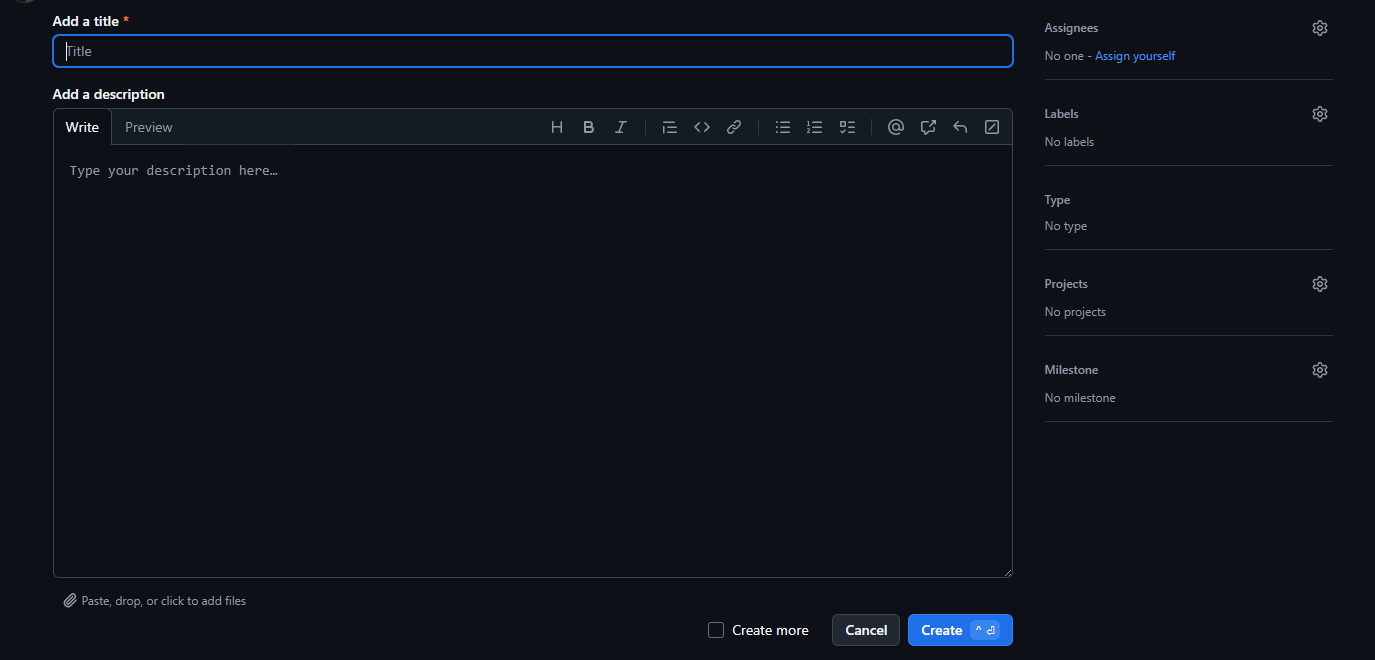 Add a title *
Title
Add a description
Write
Preview
H B I
Type your description here…
Paste, drop, or click to add files
Create more
Cancel
Create ^ ⏎
Assignees
No one - Assign yourself
Labels
No labels
Type
No type
Projects
No projects
Milestone
No milestone